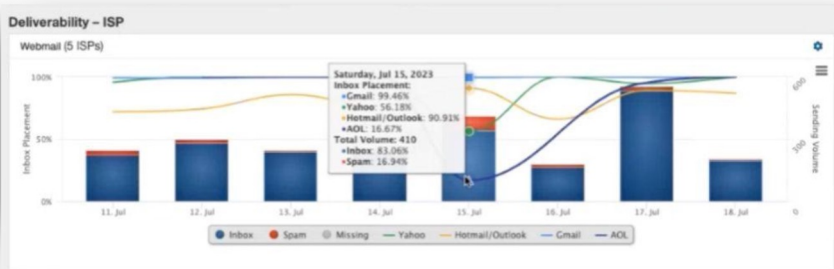 Deliverability – ISP
Webmail (5 ISPs)
Saturday, Jul 15, 2023
Inbox Placement:
Gmail: 99.46%
Yahoo: 56.18%
Hotmail/Outlook: 90.91%
AOL: 16.67%
Total Volume: 410
Inbox: 83.06%
Spam: 16.94%
100%
50%
0%
Inbox Placement
600
300
0
Sending Volume
11. Jul 12. Jul 13. Jul 14. Jul 15. Jul 16. Jul 17. Jul 18. Jul
Inbox Spam Missing Yahoo Hotmail/Outlook Gmail AOL